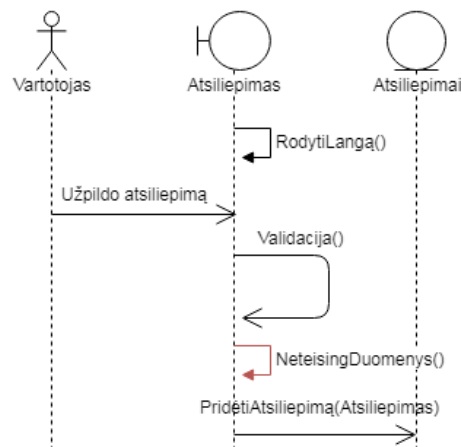 Vartotojas
Atsiliepimas
Atsiliepimai
RodytiLangą()
Užpildo atsiliepimą
Validacija()
NeteisingDuomenys()
PridėtiAtsiliepimą(Atsiliepimas)